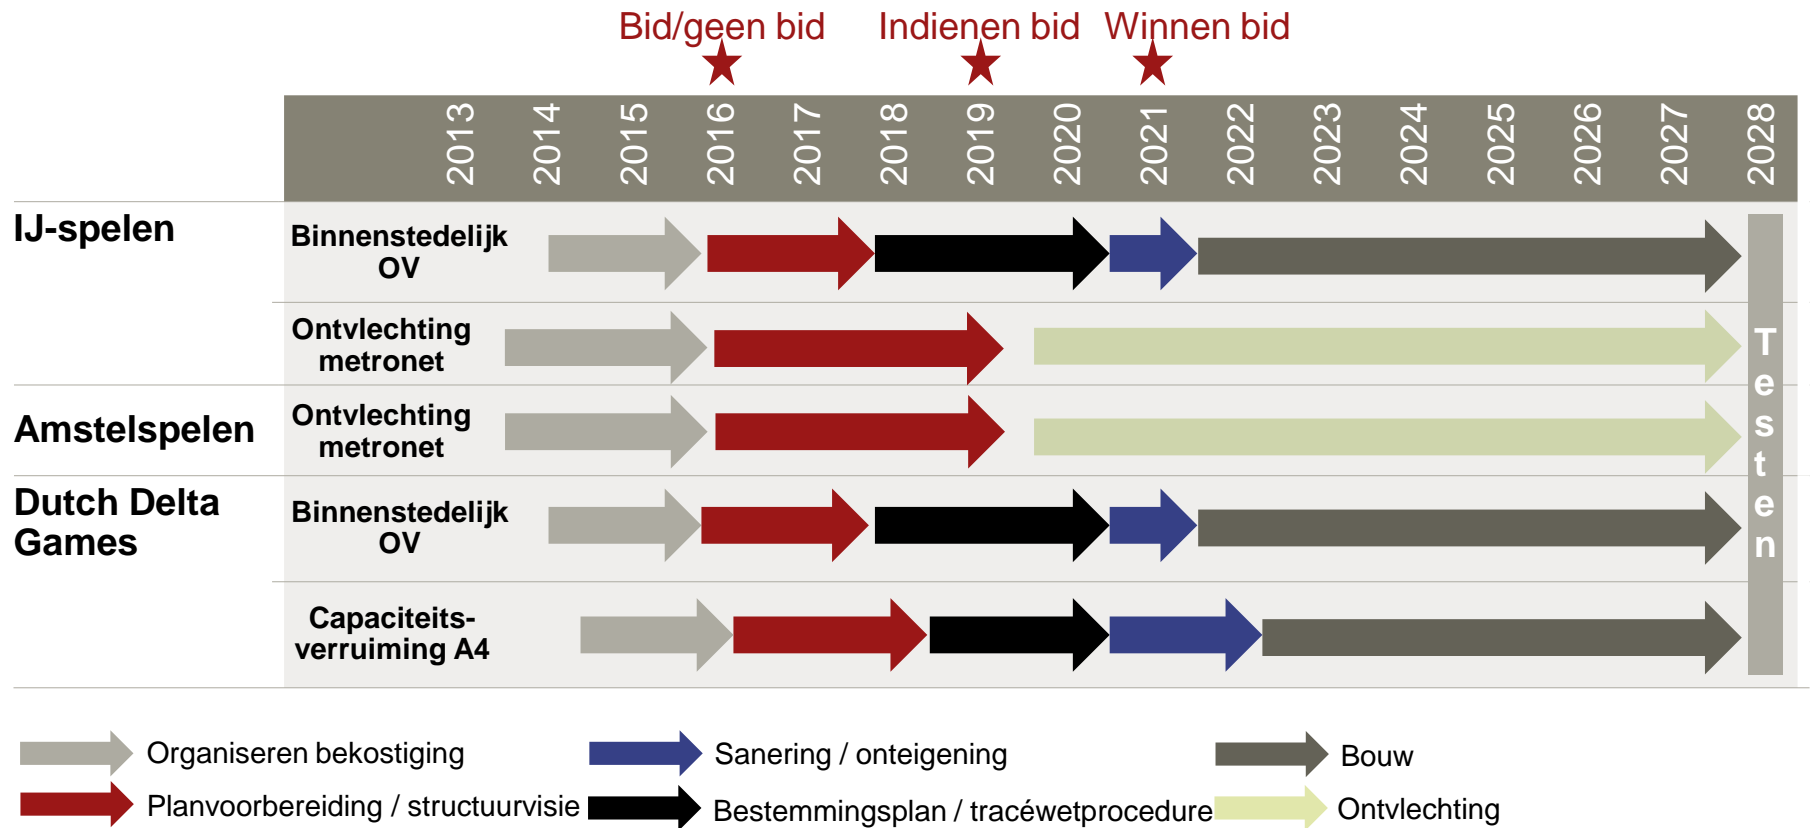 Bid/geen bid Indienen bid Winnen bid
2013 2014 2015 2016 2017 2018 2019 2020 2021 2022 2023 2024 2025 2026 2027 2028
IJ-spelen
Binnenstedelijk
OV
Ontvlechting
metronet
Amstelspelen
Ontvlechting
metronet
Dutch Delta
Games
Binnenstedelijk
OV
Capaciteits-
verruiming A4
Testen
Organiseren bekostiging
Sanering / onteigening
Bouw
Planvoorbereiding / structuurvisie
Bestemmingsplan / tracéwetprocedure
Ontvlechting